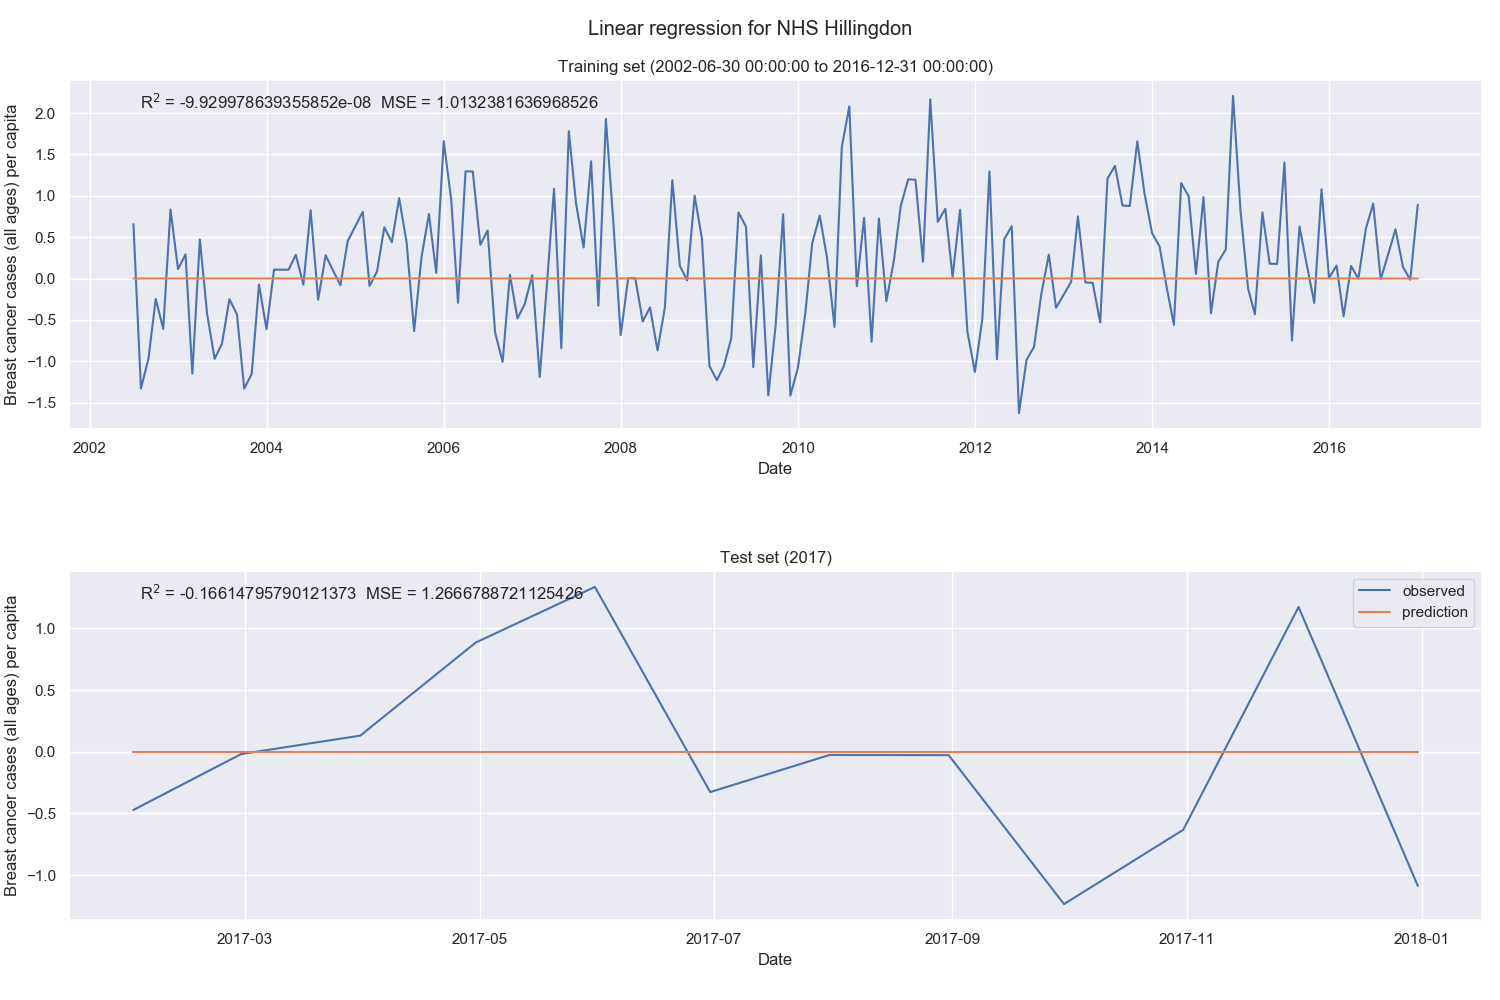 Linear regression for NHS Hillingdon
Training set (2002-06-30 00:00:00 to 2016-12-31 00:00:00)
R² = -9.929978639355852e-08 MSE = 1.0132381636968526
Breast cancer cases (all ages) per capita
2.0
1.5
1.0
0.5
0.0
−0.5
−1.0
−1.5
2002 2004 2006 2008 2010 2012 2014 2016
Date
Test set (2017)
R² = -0.16614795790121373 MSE = 1.2666788721125426
observed
prediction
Breast cancer cases (all ages) per capita
1.0
0.5
0.0
−0.5
−1.0
2017-03 2017-05 2017-07 2017-09 2017-11 2018-01
Date